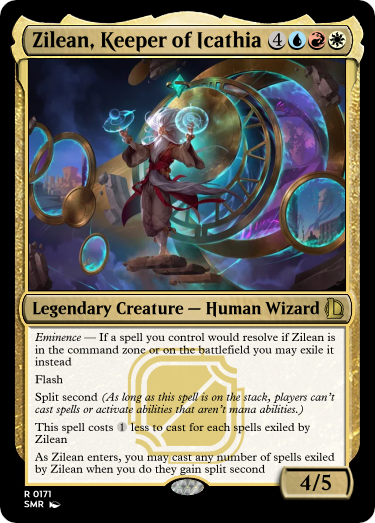 Zilean, Keeper of Icathia 4
Legendary Creature — Human Wizard
Eminence — If a spell you control would resolve if Zilean is
in the command zone or on the battlefield you may exile it
instead
Flash
Split second (As long as this spell is on the stack, players can't
cast spells or activate abilities that aren't mana abilities.)
This spell costs 1 less to cast for each spells exiled by
Zilean
As Zilean enters, you may cast any number of spells exiled
by Zilean when you do they gain split second
4/5
R 0171
SMR